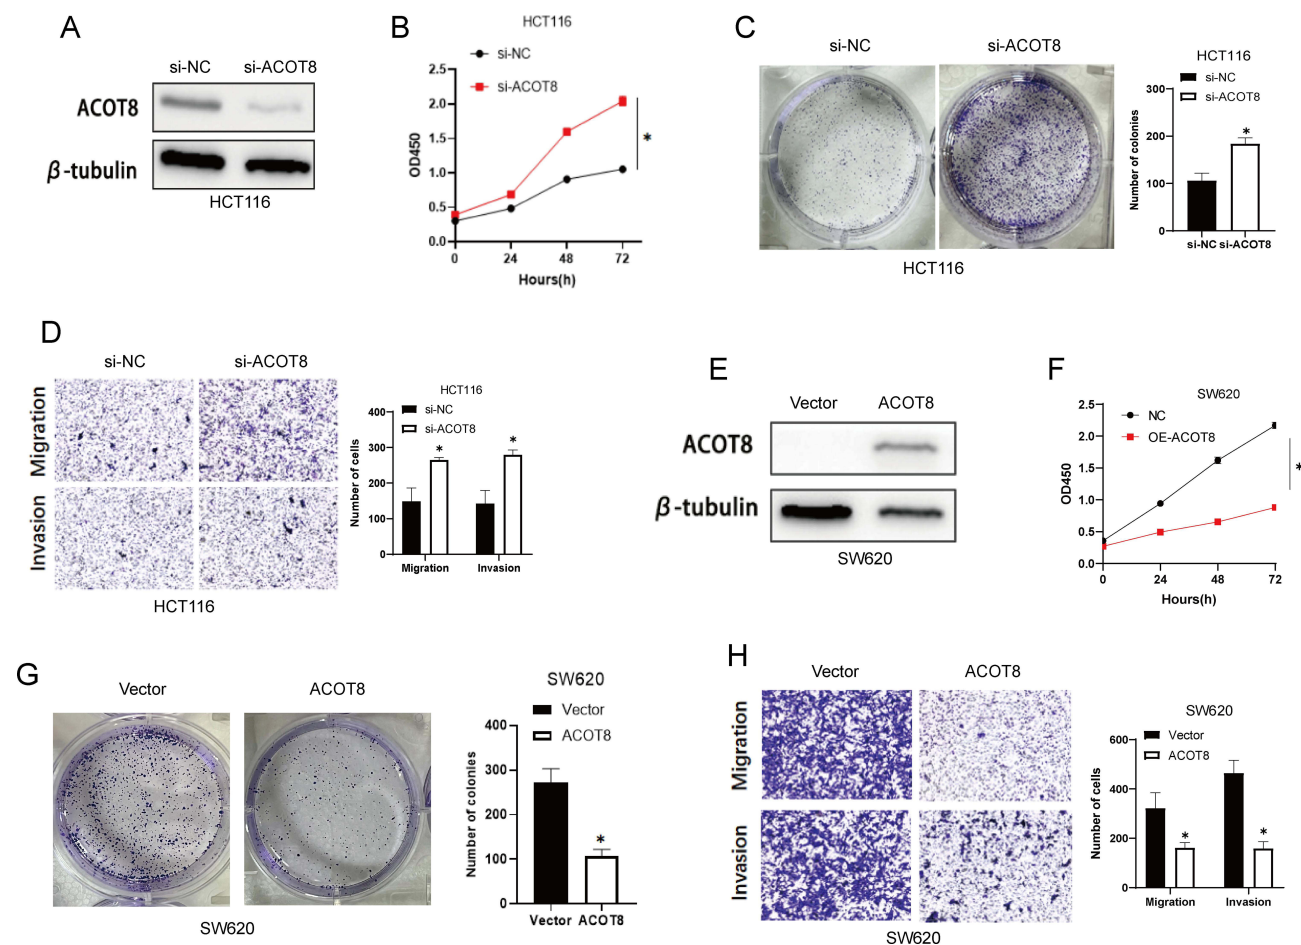 A
si-NC si-ACOT8
ACOT8
β-tubulin
HCT116
B
HCT116
si-NC
si-ACOT8
2.5
2.0
1.5
1.0
0.5
0.0
OD450
0 24 48 72
Hours(h)
*
C
si-NC si-ACOT8
HCT116
HCT116
si-NC
si-ACOT8
300
200
100
0
Number of colonies
*
si-NC si-ACOT8
D
si-NC si-ACOT8
Migration
Invasion
HCT116
HCT116
si-NC
si-ACOT8
400
300
200
100
0
Number of cells
* *
Migration Invasion
E
Vector ACOT8
ACOT8
β-tubulin
SW620
F
SW620
NC
OE-ACOT8
2.5
2.0
1.5
1.0
0.5
0.0
OD450
0 24 48 72
Hours(h)
*
G
Vector ACOT8
SW620
SW620
Vector
ACOT8
400
300
200
100
0
Number of colonies
*
Vector ACOT8
H
Vector ACOT8
Migration
Invasion
SW620
SW620
Vector
ACOT8
600
400
200
0
Number of cells
* *
Migration Invasion